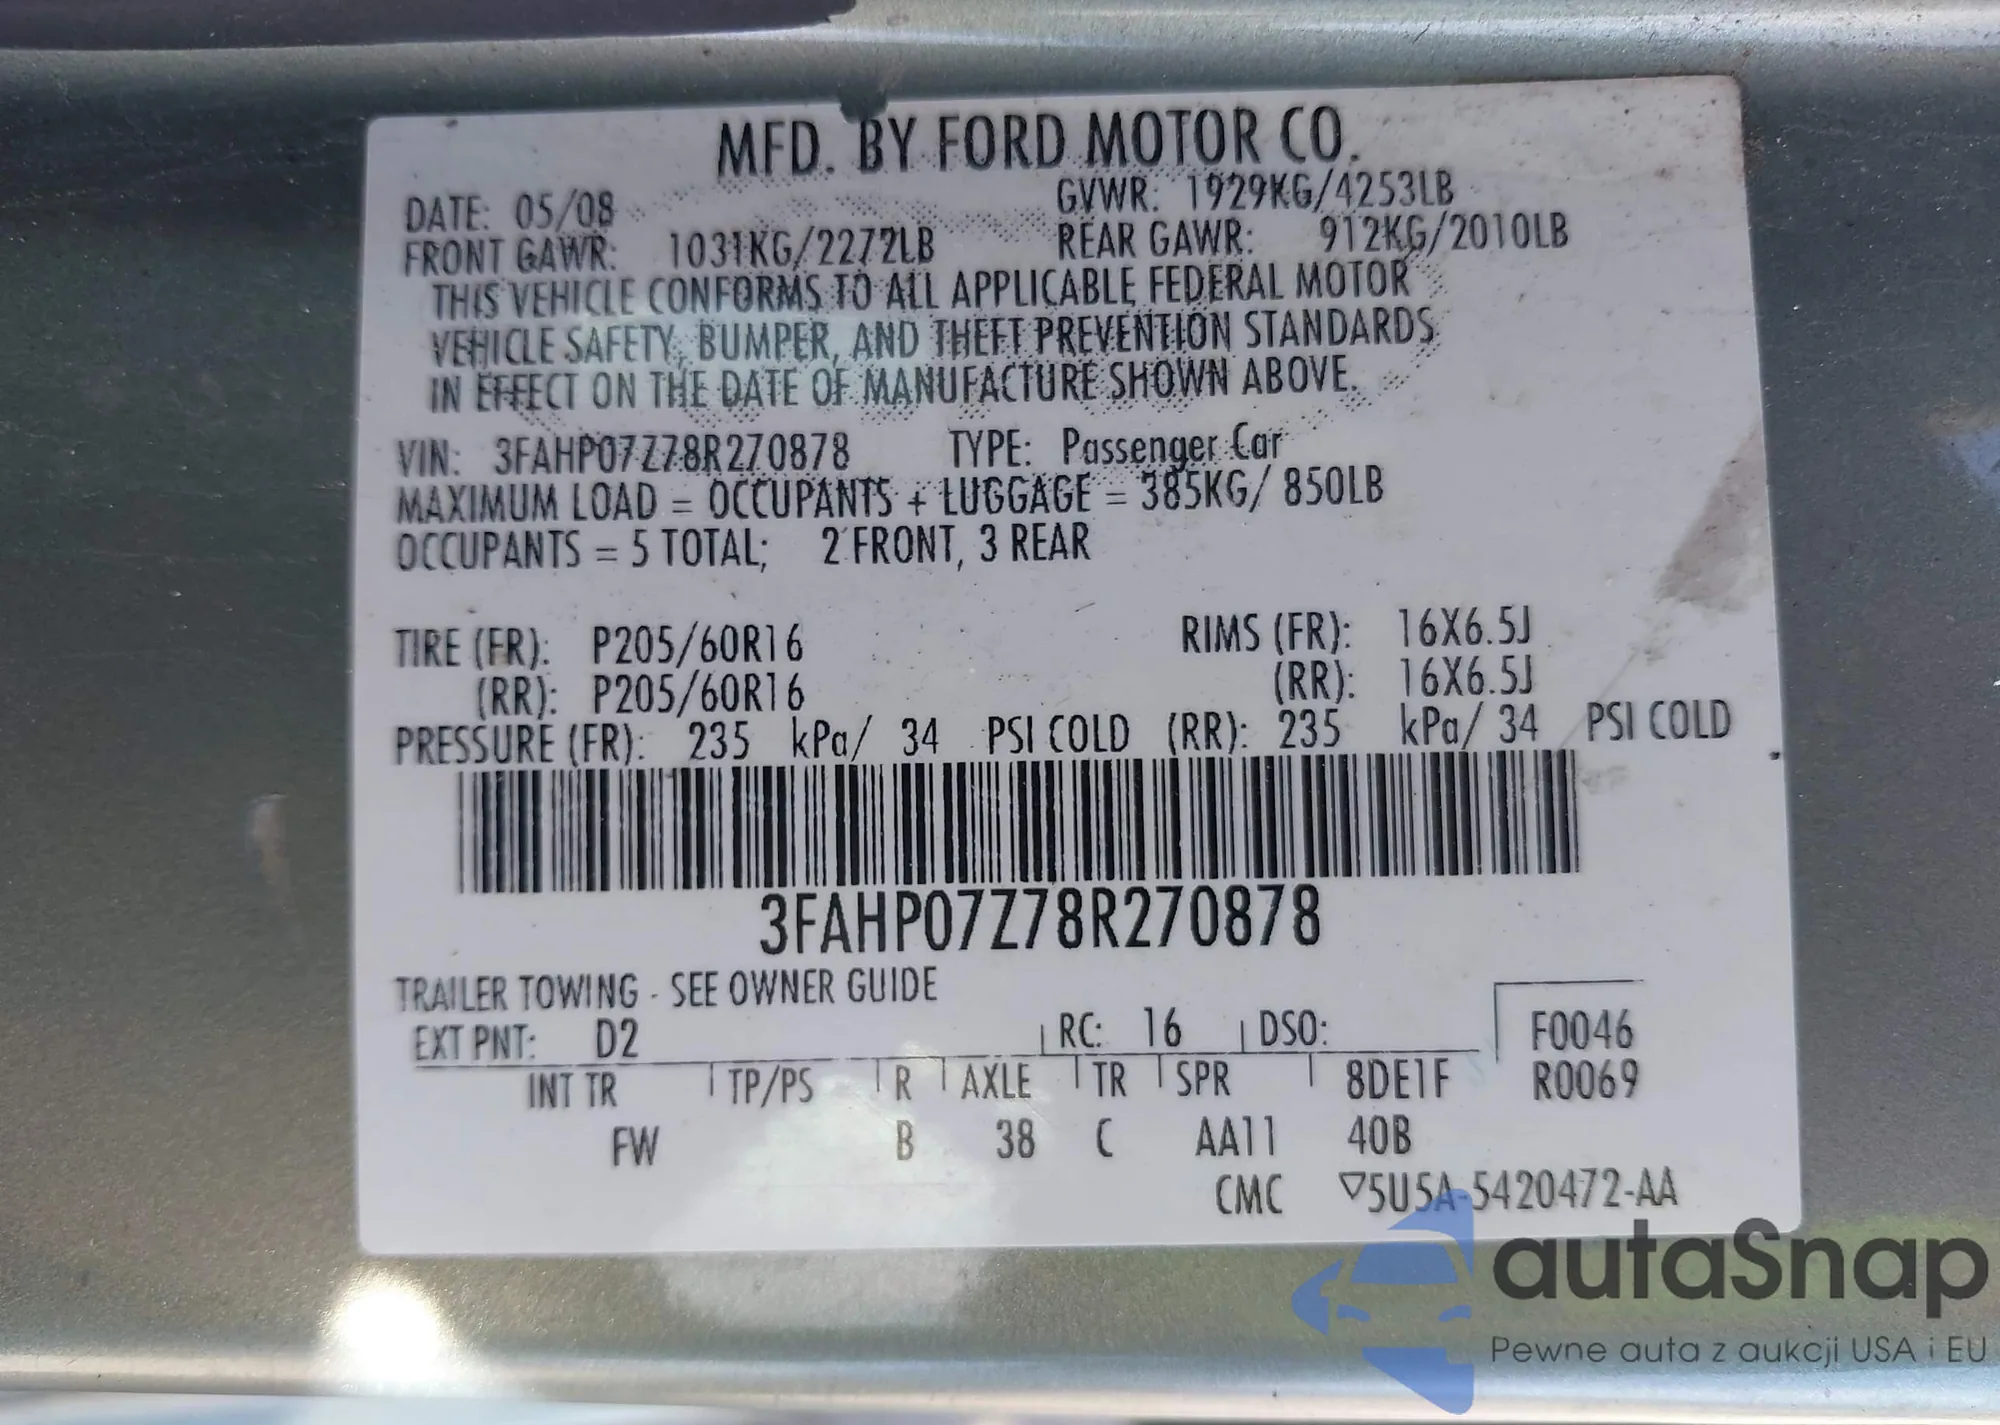 MFD. BY FORD MOTOR CO.
DATE: 05/08 GVWR: 1929KG/4253LB
FRONT GAWR: 1031KG/2272LB REAR GAWR: 912KG/2010LB
THIS VEHICLE CONFORMS TO ALL APPLICABLE FEDERAL MOTOR
VEHICLE SAFETY, BUMPER, AND THEFT PREVENTION STANDARDS
IN EFFECT ON THE DATE OF MANUFACTURE SHOWN ABOVE.
VIN: 3FAHP07Z78R270878 TYPE: Passenger Car
MAXIMUM LOAD = OCCUPANTS + LUGGAGE = 385KG/ 850LB
OCCUPANTS = 5 TOTAL; 2 FRONT, 3 REAR
TIRE (FR): P205/60R16 RIMS (FR): 16X6.5J
(RR): P205/60R16 (RR): 16X6.5J
PRESSURE (FR): 235 kPa/ 34 PSI COLD (RR): 235 kPa/ 34 PSI COLD
3FAHP07Z78R270878
TRAILER TOWING - SEE OWNER GUIDE
EXT PNT: D2 RC: 16 DSO: F0046
INT TR TP/PS R AXLE TR SPR 8DE1F R0069
FW B 38 C AA11 40B
CMC ▽5U5A-5420472-AA
autaSnap
Pewne auta z aukcji USA i EU